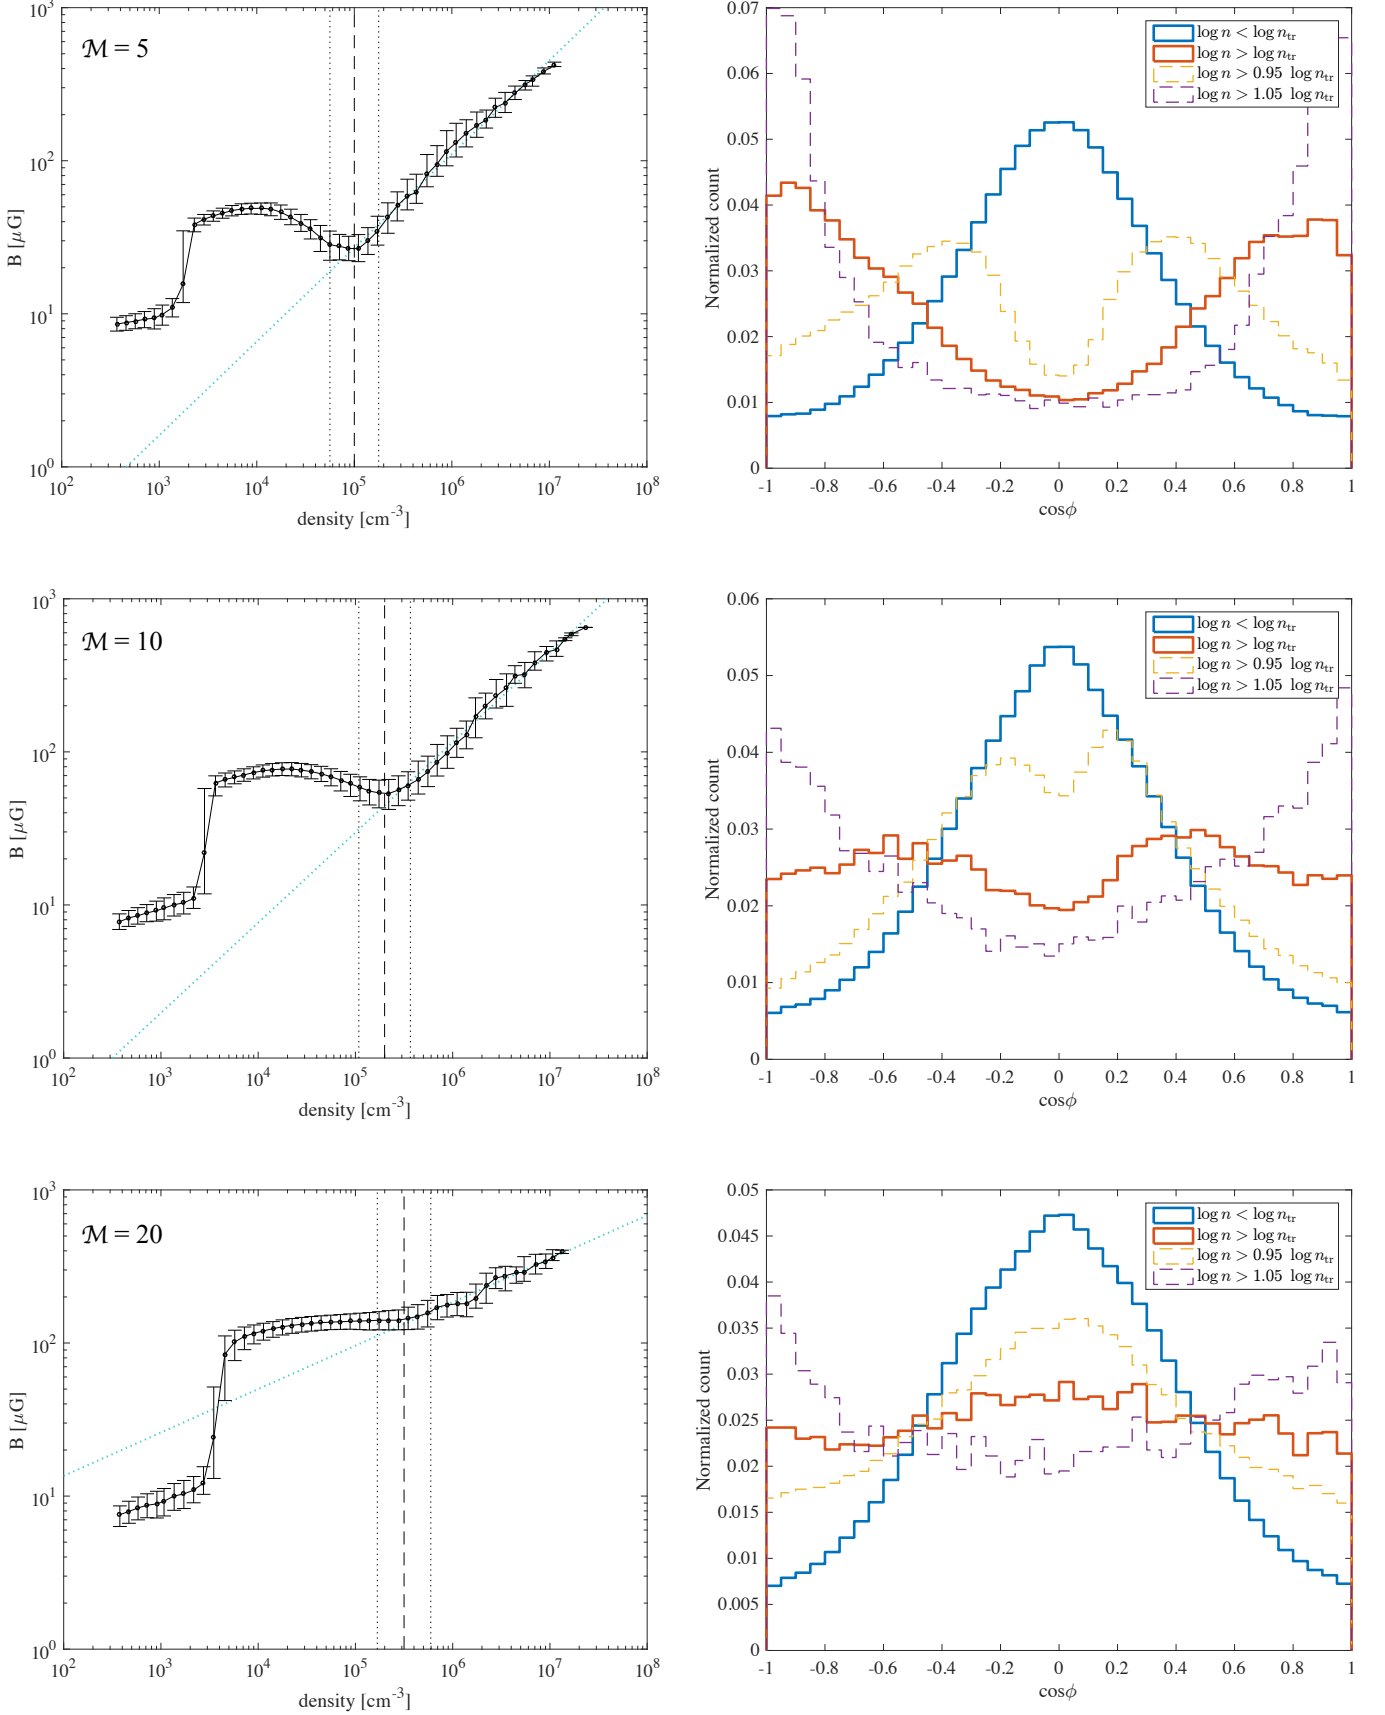 ℳ = 5
10⁰
10¹
10²
10³
B [μG]
10² 10³ 10⁴ 10⁵ 10⁶ 10⁷ 10⁸
density [cm⁻³]
log n < log n_tr
log n > log n_tr
log n > 0.95 log n_tr
log n > 1.05 log n_tr
0.07
0.06
0.05
0.04
0.03
0.02
0.01
0
Normalized count
-1 -0.8 -0.6 -0.4 -0.2 0 0.2 0.4 0.6 0.8 1
cosϕ
ℳ = 10
10³
10²
10¹
10⁰
B [μG]
10² 10³ 10⁴ 10⁵ 10⁶ 10⁷ 10⁸
density [cm⁻³]
log n < log n_tr
log n > log n_tr
log n > 0.95 log n_tr
log n > 1.05 log n_tr
0.06
0.05
0.04
0.03
0.02
0.01
0
Normalized count
-1 -0.8 -0.6 -0.4 -0.2 0 0.2 0.4 0.6 0.8 1
cosϕ
ℳ = 20
10³
10²
10¹
10⁰
B [μG]
10² 10³ 10⁴ 10⁵ 10⁶ 10⁷ 10⁸
density [cm⁻³]
log n < log n_tr
log n > log n_tr
log n > 0.95 log n_tr
log n > 1.05 log n_tr
0.05
0.045
0.04
0.035
0.03
0.025
0.02
0.015
0.01
0.005
0
Normalized count
-1 -0.8 -0.6 -0.4 -0.2 0 0.2 0.4 0.6 0.8 1
cosϕ